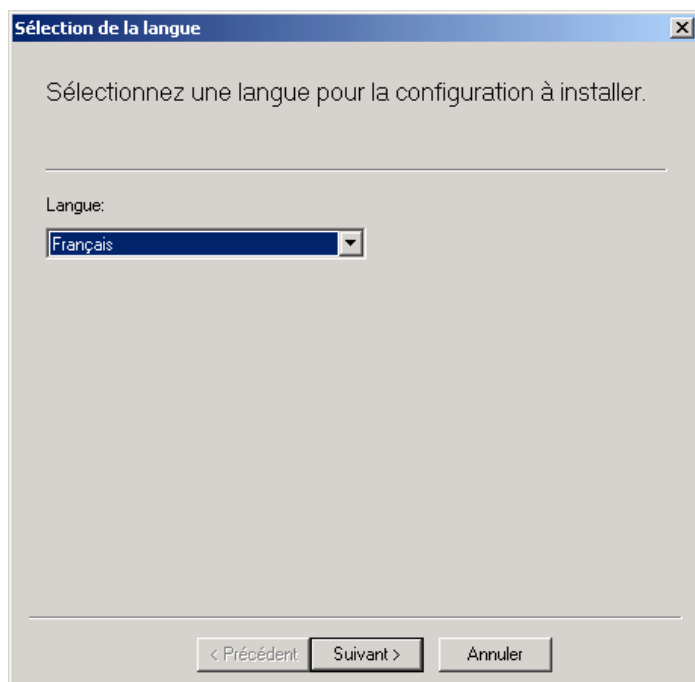 Sélection de la langue
Sélectionnez une langue pour la configuration à installer.
Langue:
Français
< Précédent Suivant > Annuler